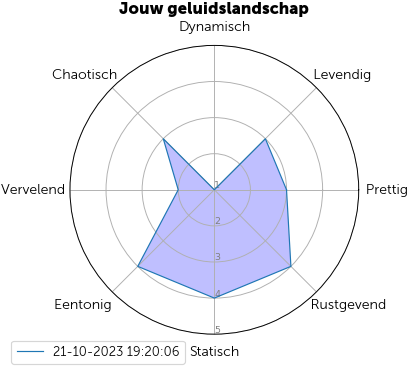 Jouw geluidslandschap
Dynamisch
Chaotisch
Levendig
Vervelend
Prettig
1
2
3
4
5
Eentonig
Rustgevend
21-10-2023 19:20:06
Statisch